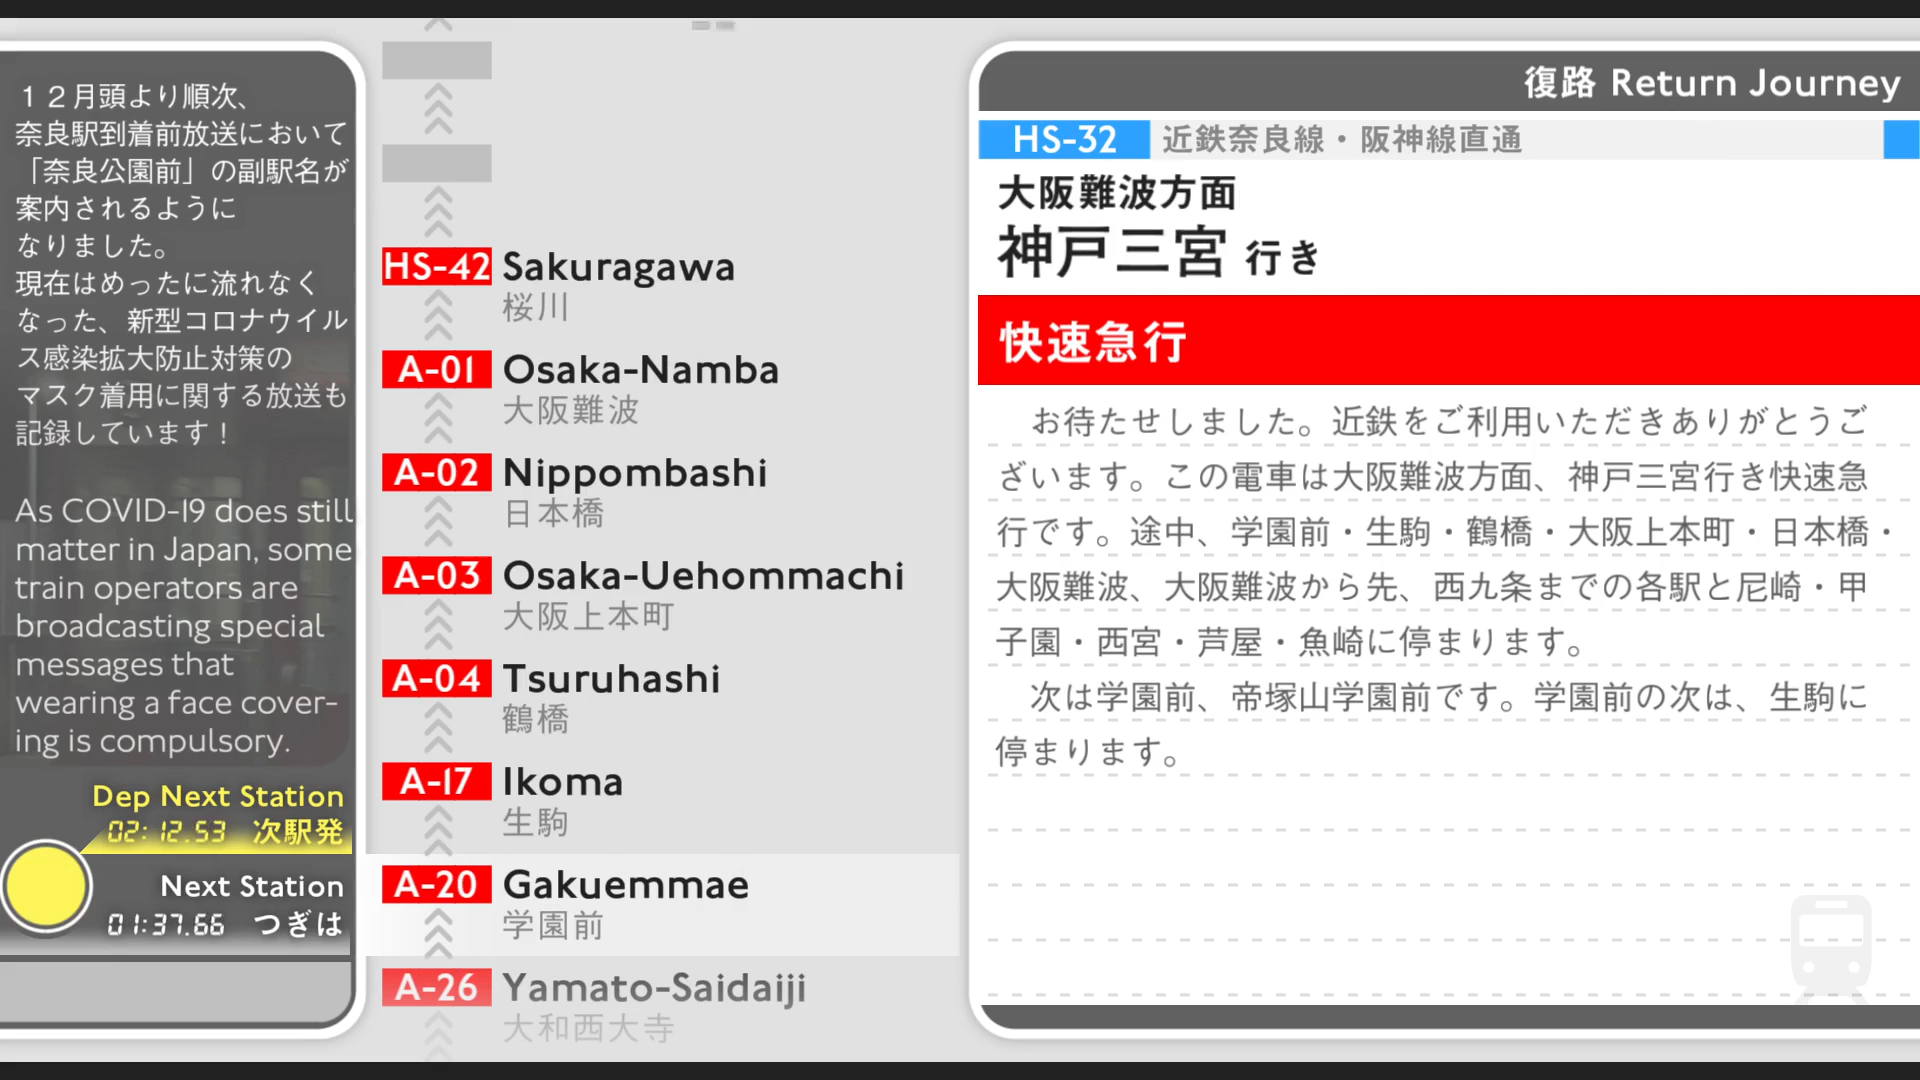 １２月頭より順次、
奈良駅到着前放送において
「奈良公園前」の副駅名が
案内されるように
なりました。
現在はめったに流れなく
なった、新型コロナウイル
ス感染拡大防止対策の
マスク着用に関する放送も
記録しています！
As COVID-19 does still
matter in Japan, some
train operators are
broadcasting special
messages that
wearing a face cover-
ing is compulsory.
Dep Next Station
02:12.53 次駅発
Next Station
01:37.66 つぎは
HS-42 Sakuragawa
桜川
A-01 Osaka-Namba
大阪難波
A-02 Nippombashi
日本橋
A-03 Osaka-Uehommachi
大阪上本町
A-04 Tsuruhashi
鶴橋
A-17 Ikoma
生駒
A-20 Gakuemmae
学園前
A-26 Yamato-Saidaiji
大和西大寺
復路 Return Journey
HS-32 近鉄奈良線・阪神線直通
大阪難波方面
神戸三宮 行き
快速急行
お待たせしました。近鉄をご利用いただきありがとうご
ざいます。この電車は大阪難波方面、神戸三宮行き快速急
行です。途中、学園前・生駒・鶴橋・大阪上本町・日本橋・
大阪難波、大阪難波から先、西九条までの各駅と尼崎・甲
子園・西宮・芦屋・魚崎に停まります。
次は学園前、帝塚山学園前です。学園前の次は、生駒に
停まります。